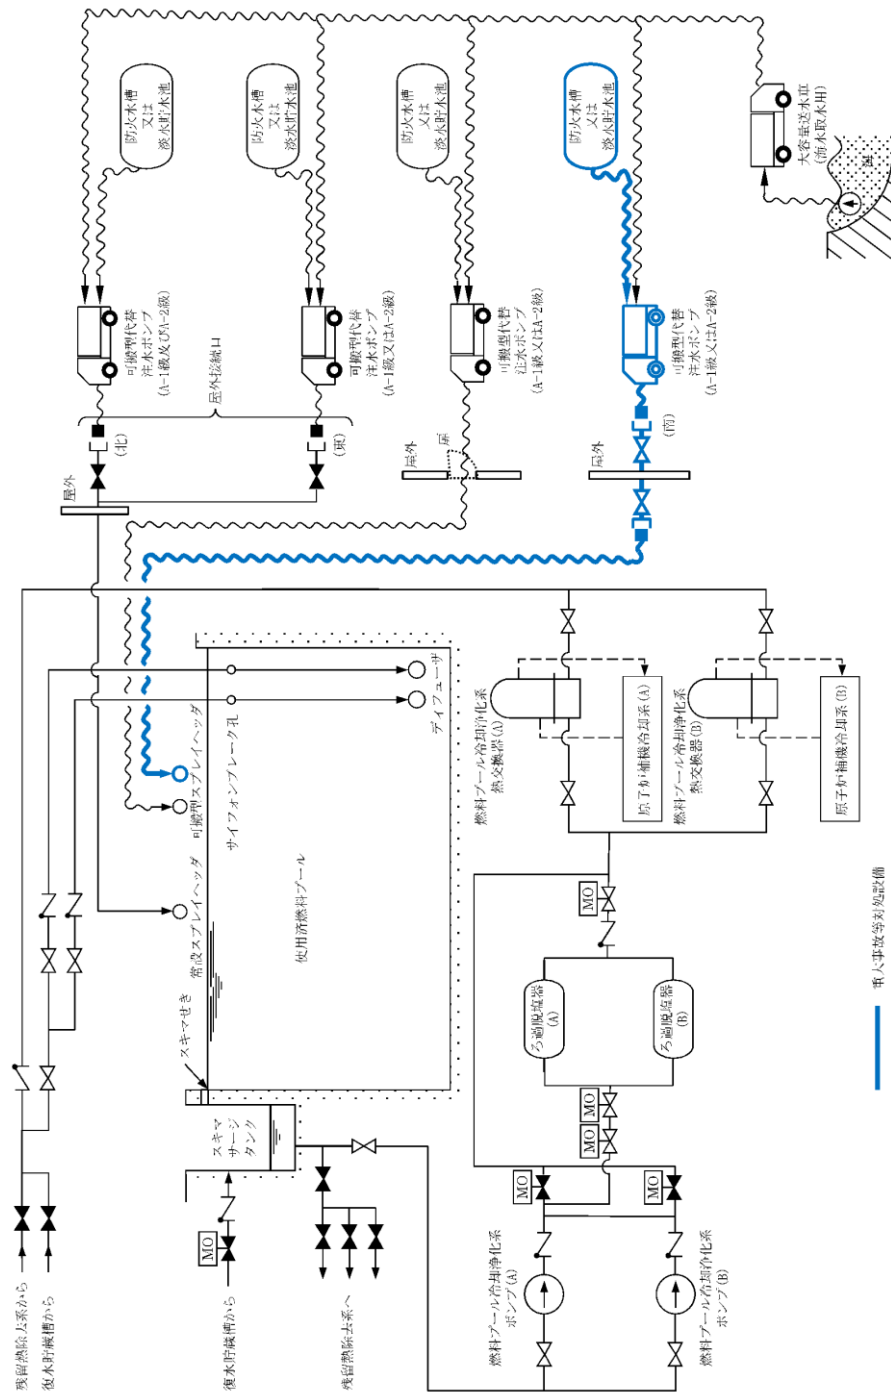 残留熱除去系から
復水貯蔵槽から
復水貯蔵槽から
残留熱除去系へ
MO
スキマ
サージ
タンク
スキマせき
常設スプレイヘッダ
可搬型スプレイヘッダ
サイフォンブレーク孔
使用済燃料プール
ディフューザ
屋外
(北)
(東)
屋外接続口
可搬型代替
注水ポンプ
(A-1級及びA-2級)
防火水槽
又は
淡水貯水池
可搬型代替
注水ポンプ
(A-1級又はA-2級)
防火水槽
又は
淡水貯水池
屋外
扉
可搬型代替
注水ポンプ
(A-1級又はA-2級)
防火水槽
又は
淡水貯水池
屋外
(南)
可搬型代替
注水ポンプ
(A-1級又はA-2級)
防火水槽
又は
淡水貯水池
大容量送水車
(海水取水用)
海
燃料プール冷却浄化系
ポンプ(A)
燃料プール冷却浄化系
ポンプ(B)
MO
MO
MO
MO
ろ過脱塩器
(A)
ろ過脱塩器
(B)
MO
燃料プール冷却浄化系
熱交換器(A)
原子炉補機冷却系(A)
燃料プール冷却浄化系
熱交換器(B)
原子炉補機冷却系(B)
重大事故等対処設備